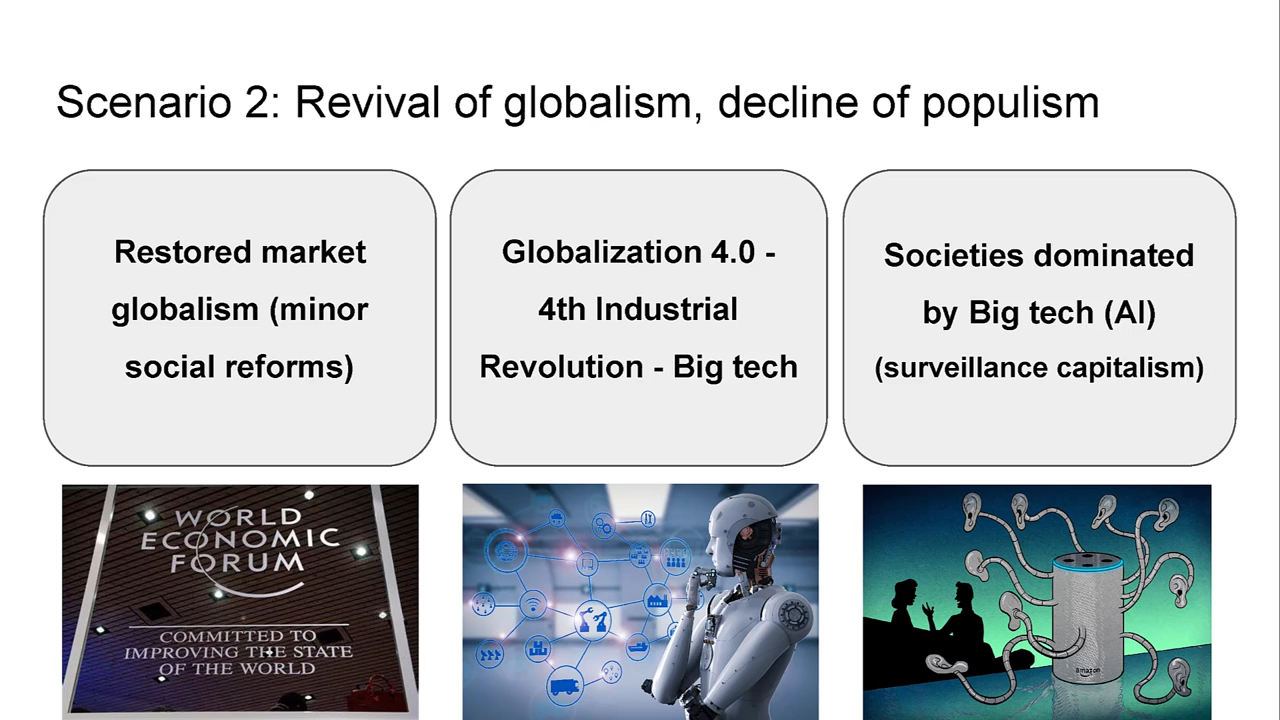 Scenario 2: Revival of globalism, decline of populism
Restored market
globalism (minor
social reforms)
Globalization 4.0 -
4th Industrial
Revolution - Big tech
Societies dominated
by Big tech (AI)
(surveillance capitalism)
WORLD
ECONOMIC
FORUM
COMMITTED TO
IMPROVING THE STATE
OF THE WORLD
amazon